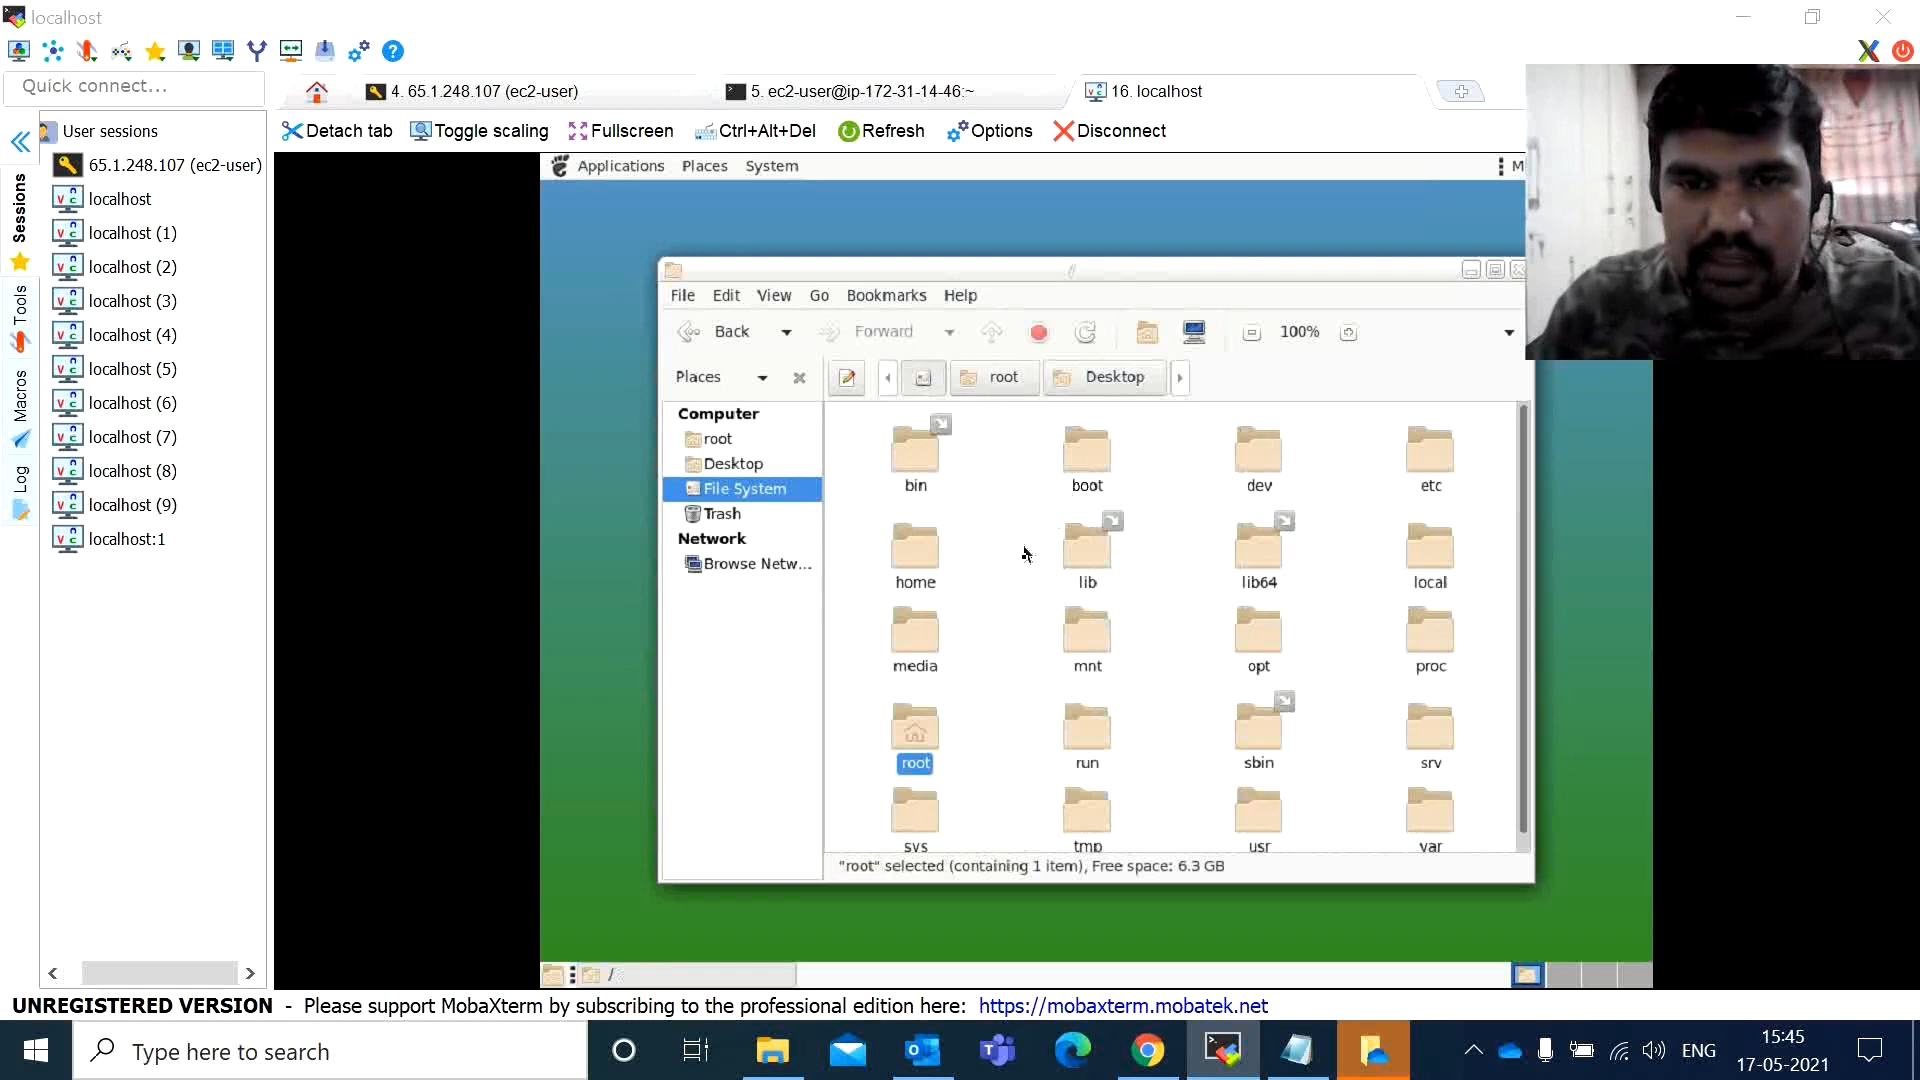 localhost
Quick connect...
4. 65.1.248.107 (ec2-user)
5. ec2-user@ip-172-31-14-46:~
16. localhost
Detach tab
Toggle scaling
Fullscreen
Ctrl+Alt+Del
Refresh
Options
Disconnect
User sessions
65.1.248.107 (ec2-user)
localhost
localhost (1)
localhost (2)
localhost (3)
localhost (4)
localhost (5)
localhost (6)
localhost (7)
localhost (8)
localhost (9)
localhost:1
Sessions
Tools
Macros
Log
Applications Places System
M
/
File Edit View Go Bookmarks Help
Back Forward 100%
Places root Desktop
Computer
root
Desktop
File System
Trash
Network
Browse Netw...
bin boot dev etc
home lib lib64 local
media mnt opt proc
root run sbin srv
sys tmp usr var
"root" selected (containing 1 item), Free space: 6.3 GB
/
UNREGISTERED VERSION - Please support MobaXterm by subscribing to the professional edition here: https://mobaxterm.mobatek.net
Type here to search
ENG
15:45
17-05-2021